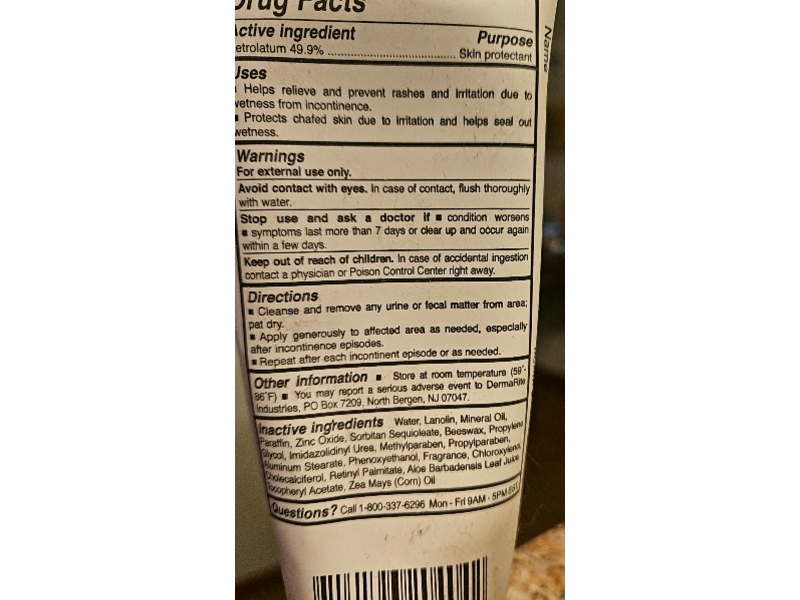 Drug Facts
Active ingredient Purpose
Petrolatum 49.9% Skin protectant
Uses
■ Helps relieve and prevent rashes and irritation due to
wetness from incontinence.
■ Protects chafed skin due to irritation and helps seal out
wetness.
Warnings
For external use only.
Avoid contact with eyes. In case of contact, flush thoroughly
with water.
Stop use and ask a doctor if ■ condition worsens
■ symptoms last more than 7 days or clear up and occur again
within a few days.
Keep out of reach of children. In case of accidental ingestion
contact a physician or Poison Control Center right away.
Directions
■ Cleanse and remove any urine or fecal matter from area;
pat dry.
■ Apply generously to affected area as needed, especially
after incontinence episodes.
■ Repeat after each incontinent episode or as needed.
Other information ■ Store at room temperature (59°-
86°F) ■ You may report a serious adverse event to DermaRite
Industries, PO Box 7209, North Bergen, NJ 07047.
Inactive ingredients Water, Lanolin, Mineral Oil,
Paraffin, Zinc Oxide, Sorbitan Sequioleate, Beeswax, Propylene
Glycol, Imidazolidinyl Urea, Methylparaben, Propylparaben,
Aluminum Stearate, Phenoxyethanol, Fragrance, Chloroxylenol,
Cholecalciferol, Retinyl Palmitate, Aloe Barbadensis Leaf Juice,
Tocopheryl Acetate, Zea Mays (Corn) Oil
Questions? Call 1-800-337-6296 Mon - Fri 9AM - 5PM EST
Name